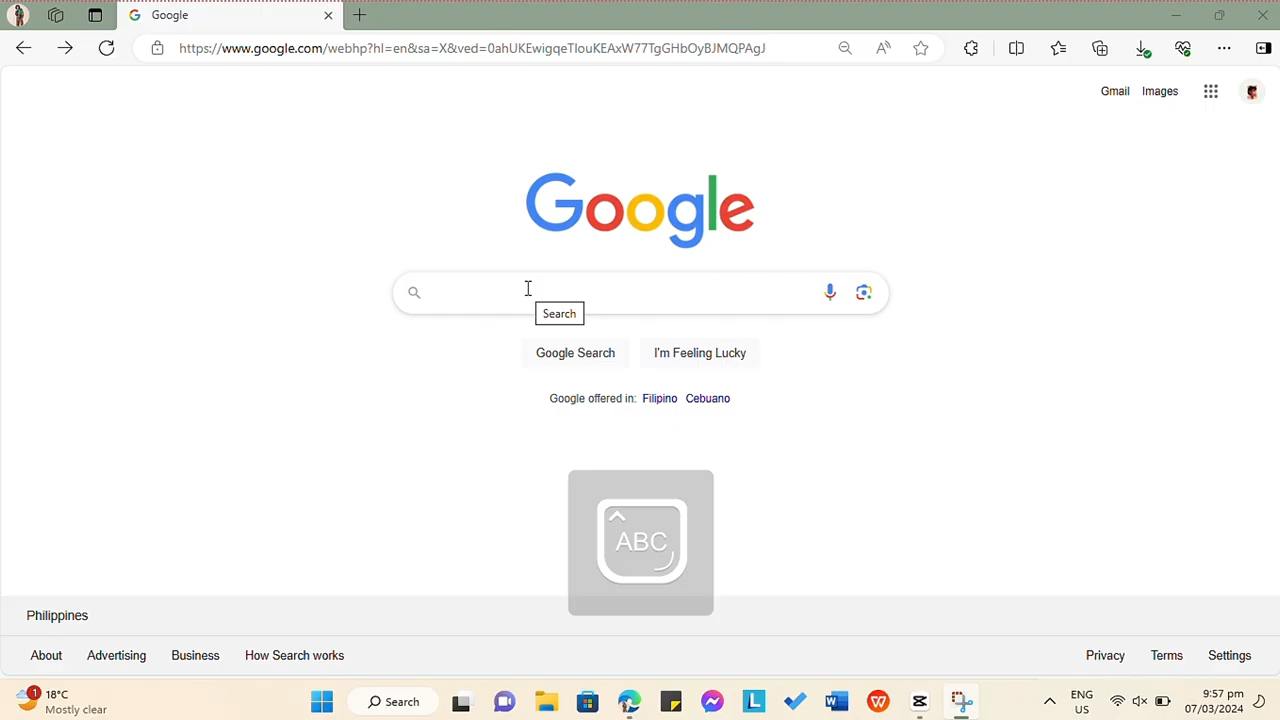 Google
https://www.google.com/webhp?hl=en&sa=X&ved=0ahUKEwigqeTIouKEAxW77TgGHbOyBJMQPAgJ
Gmail Images
Google
Search
Google Search I'm Feeling Lucky
Google offered in: Filipino Cebuano
ABC
Philippines
About Advertising Business How Search works
Privacy Terms Settings
1 18°C
Mostly clear
Search
L W W
ENG
US
9:57 pm
07/03/2024